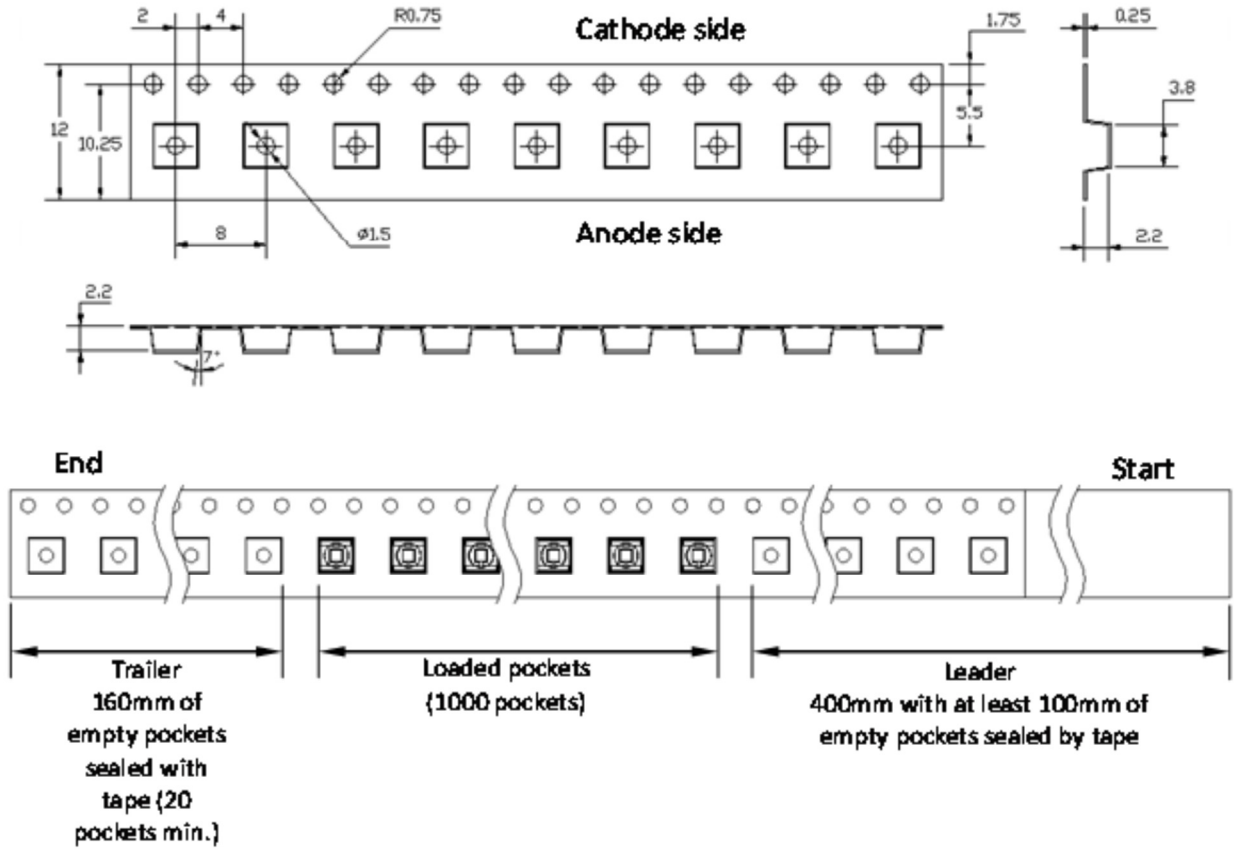 2 4 R0.75 Cathode side 1.75 0.25
12 10.25 5.5 3.8
8 ø1.5 Anode side 2.2
2.2
7°
End Start
Trailer
160mm of
empty pockets
sealed with
tape (20
pockets min.)
Loaded pockets
(1000 pockets)
Leader
400mm with at least 100mm of
empty pockets sealed by tape